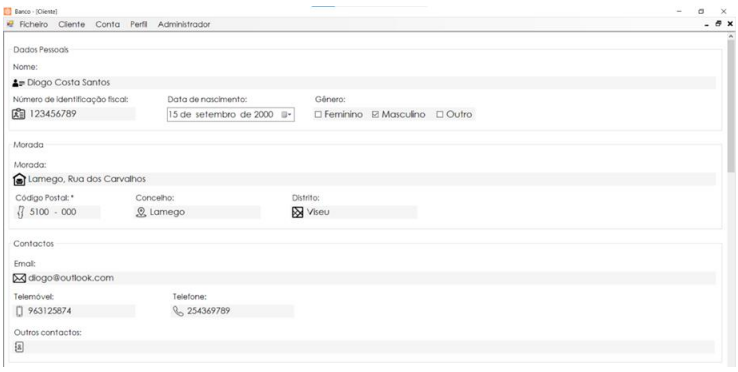 Banco - [Cliente]
Ficheiro Cliente Conta Perfil Administrador
Dados Pessoais
Nome:
Diogo Costa Santos
Número de identificação fiscal: Data de nascimento: Gênero:
123456789 15 de setembro de 2000 Feminino Masculino Outro
Morada
Morada:
Lamego, Rua dos Carvalhos
Código Postal: * Concelho: Distrito:
5100 - 000 Lamego Viseu
Contactos
Email:
diogo@outlook.com
Telemóvel: Telefone:
963125874 254369789
Outros contactos: